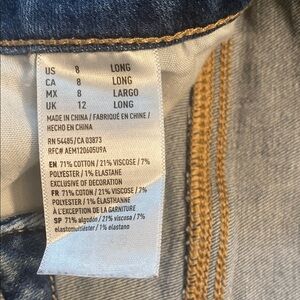 US 8 LONG
CA 8 LONG
MX 8 LARGO
UK 12 LONG
MADE IN CHINA / FABRIQUÉ EN CHINE /
HECHO EN CHINA
RN 54485/CA 03873
RFC# AEM120605U9A
EN 71% COTTON / 21% VISCOSE / 7%
POLYESTER / 1% ELASTANE
EXCLUSIVE OF DECORATION
FR 71% COTON / 21% VISCOSE / 7%
POLYESTER / 1% ÉLASTHANNE
À L'EXCEPTION DE LA GARNITURE
SP 71% algodón / 21% viscosa / 7%
elastomultiéster / 1% elastano